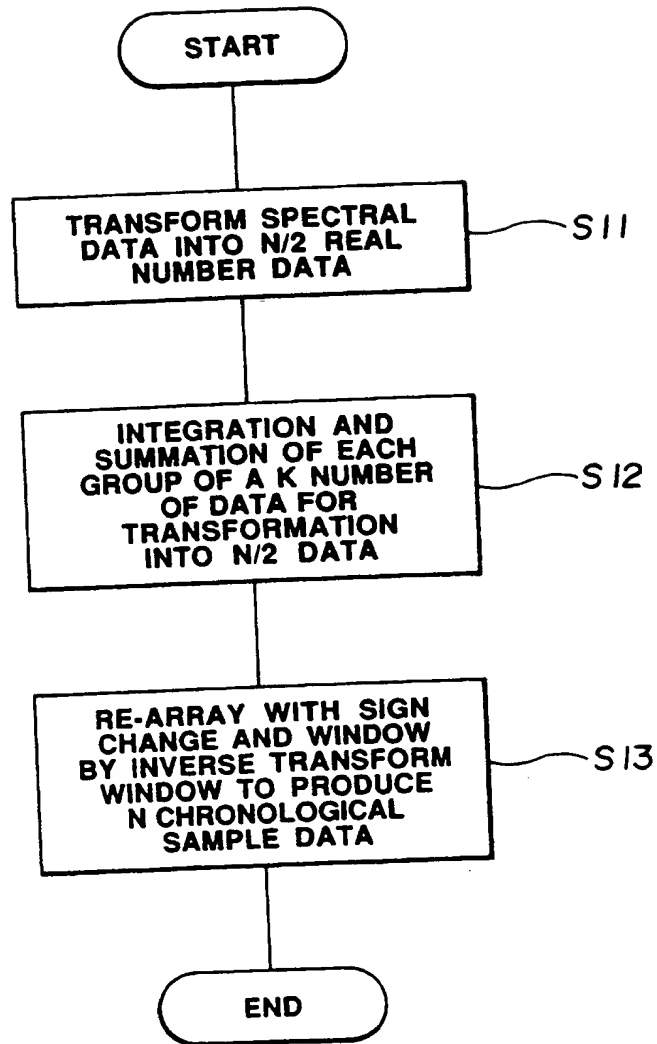 START
TRANSFORM SPECTRAL
DATA INTO N/2 REAL
NUMBER DATA
S11
INTEGRATION AND
SUMMATION OF EACH
GROUP OF A K NUMBER
OF DATA FOR
TRANSFORMATION
INTO N/2 DATA
S12
RE-ARRAY WITH SIGN
CHANGE AND WINDOW
BY INVERSE TRANSFORM
WINDOW TO PRODUCE
N CHRONOLOGICAL
SAMPLE DATA
S13
END